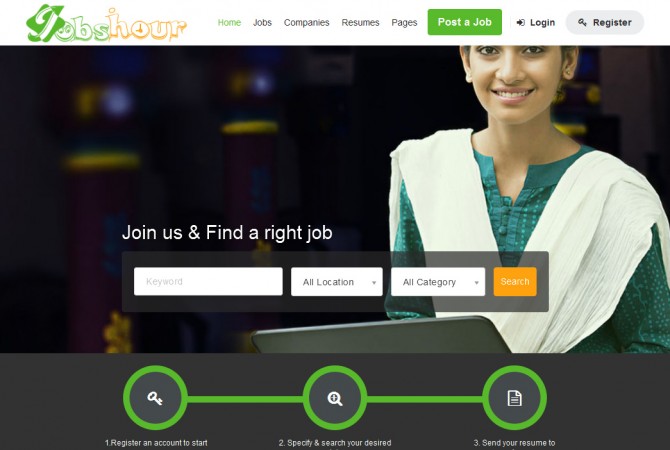 Jobshour
Home Jobs Companies Resumes Pages Post a Job Login Register
Join us & Find a right job
Keyword All Location All Category Search
1.Register an account to start 2. Specify & search your desired 3. Send your resume to